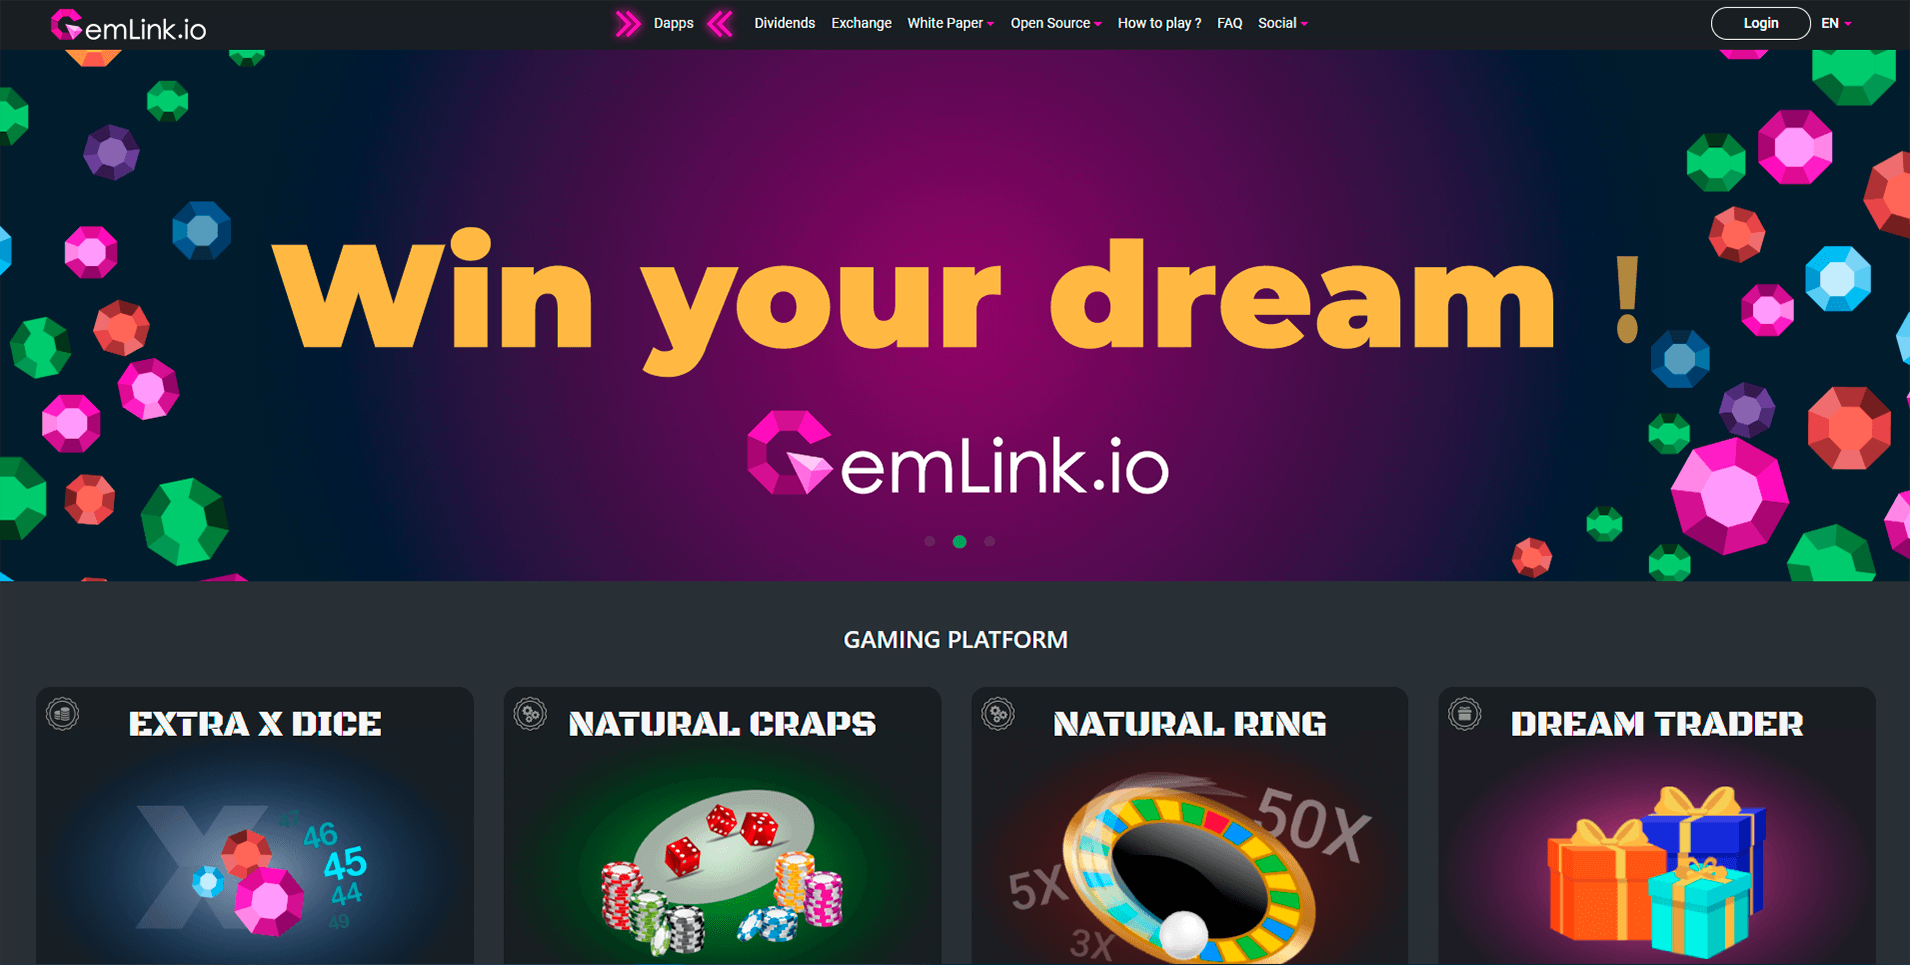 GemLink.io
Dapps Dividends Exchange White Paper Open Source How to play ? FAQ Social Login EN
Win your dream !
GemLink.io
GAMING PLATFORM
EXTRA X DICE
NATURAL CRAPS
NATURAL RING
DREAM TRADER
X
47
46
45
44
49
50X
5X
3X